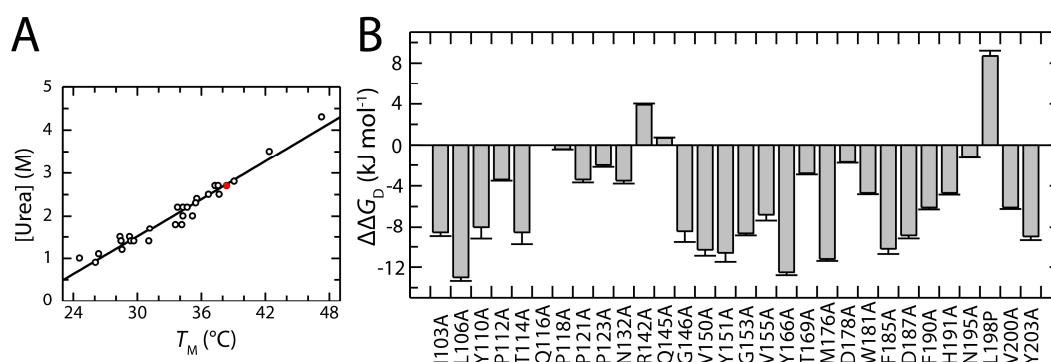 A
5
4
3
2
1
0
[Urea] (M)
24
30
36
42
48
T_M (°C)
B
8
4
0
-4
-8
-12
ΔΔG_D (kJ mol⁻¹)
I103A
L106A
Y110A
P112A
T114A
Q116A
P118A
P121A
P123A
N132A
R142A
Q145A
G146A
V150A
Y151A
G153A
V155A
Y166A
T169A
M176A
D178A
W181A
F185A
D187A
F190A
H191A
N195A
L198P
V200A
Y203A